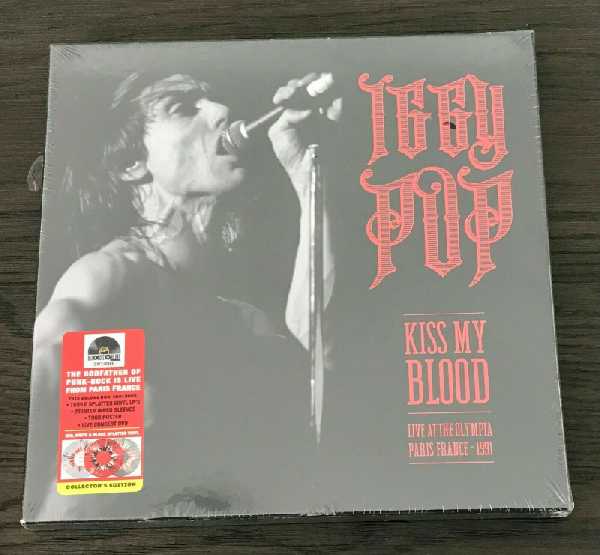 IGGY
POP
KISS MY
BLOOD
LIVE AT THE OLYMPIA
PARIS FRANCE - 1991
THE GODFATHER OF
PUNK-ROCK IS LIVE
FROM PARIS FRANCE
COLLECTOR'S EDITION